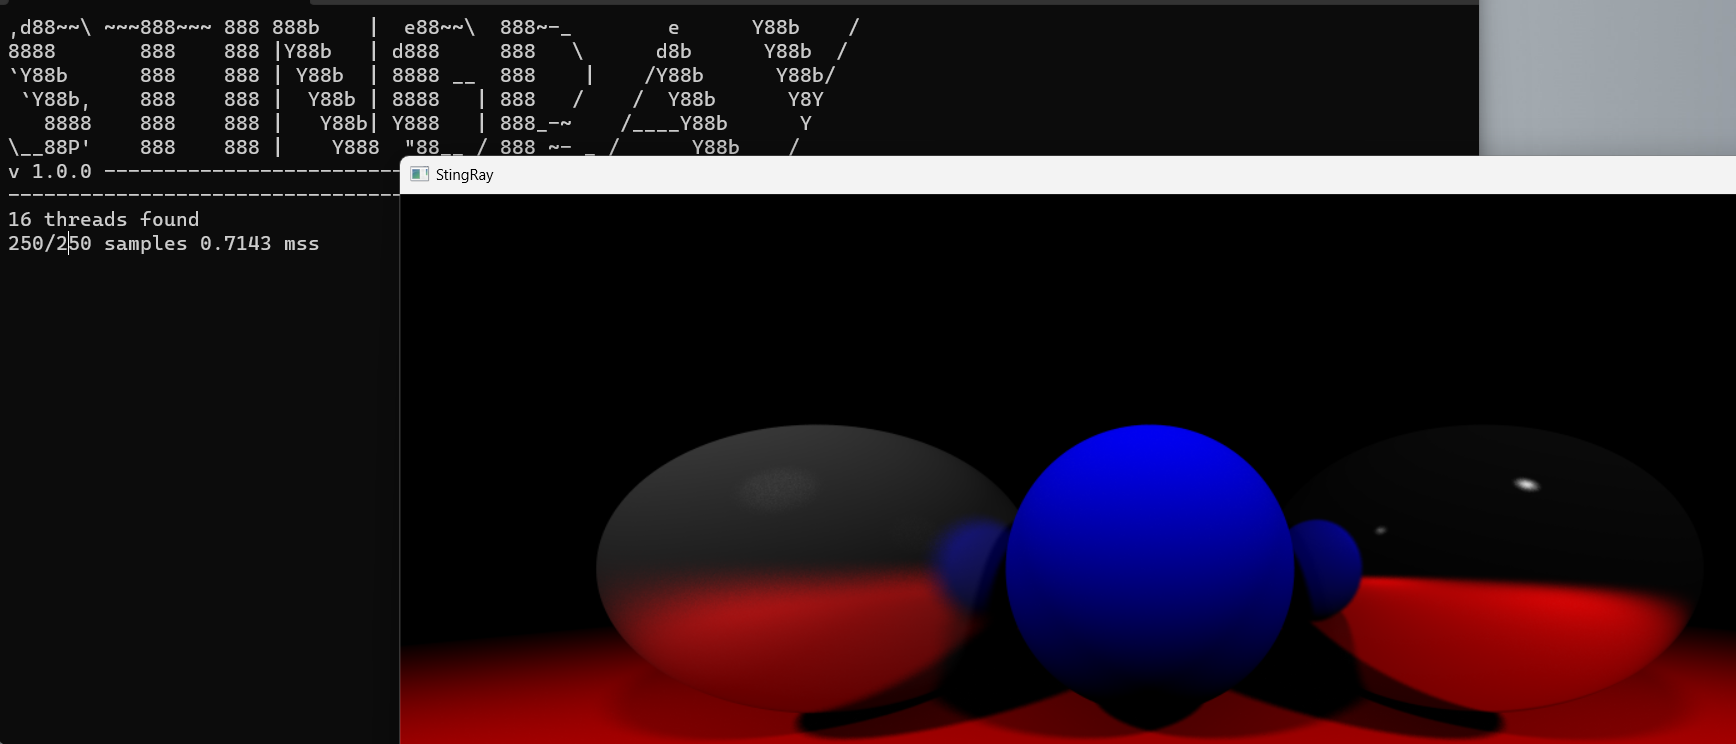 ,d88~~\ ~~~888~~~ 888 888b    |  e88~~\  888~-_        e      Y88b    /
8888       888    888 |Y88b   | d888     888   \      d8b      Y88b  /
`Y88b      888    888 | Y88b  | 8888 __  888    |    /Y88b      Y88b/
 `Y88b,    888    888 |  Y88b | 8888   | 888   /    /  Y88b      Y8Y
   8888    888    888 |   Y88b| Y888   | 888_-~    /____Y88b      Y
\__88P'    888    888 |    Y888  "88__ / 888 ~- _ /      Y88b    /
v 1.0.0 -------------------------
StingRay
---------------------------------
16 threads found
250/250 samples 0.7143 mss